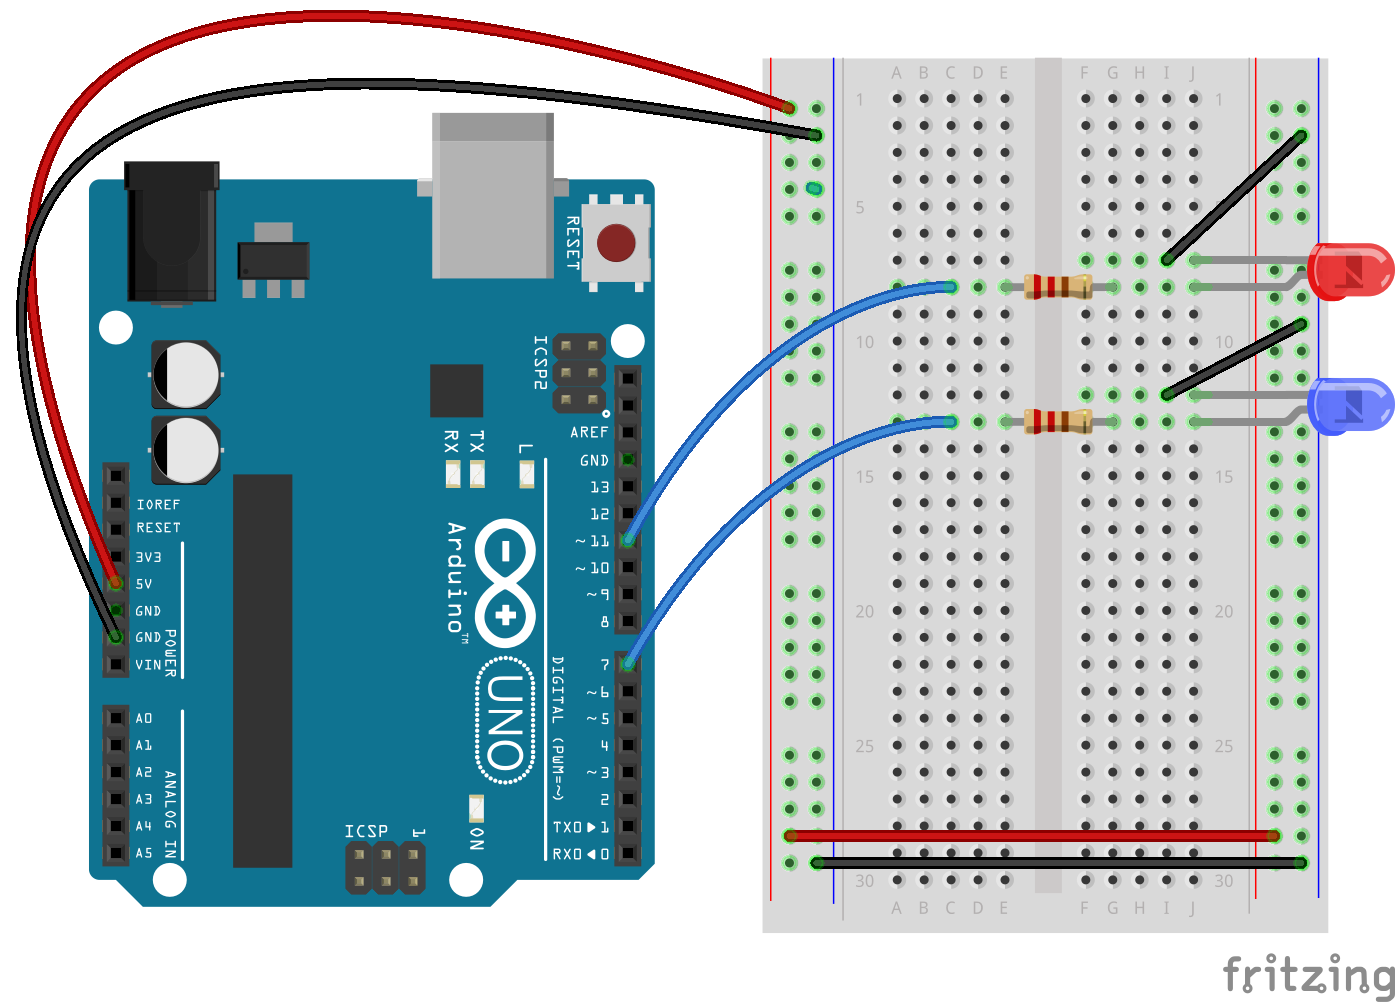 A B C D E F G H I J
1 1
5
10 10
15 15
20 20
25 25
30 30
A B C D E F G H I J
RESET
ICSP2
AREF
GND
13
12
~11
~10
~9
8
7
~6
~5
4
~3
2
TX0▶1
RX0◀0
RX
TX
L
Arduino™
UNO
DIGITAL (PWM=~)
IOREF
RESET
3V3
5V
GND
GND
VIN
POWER
A0
A1
A2
A3
A4
A5
ANALOG IN
ICSP
1
ON
fritzing